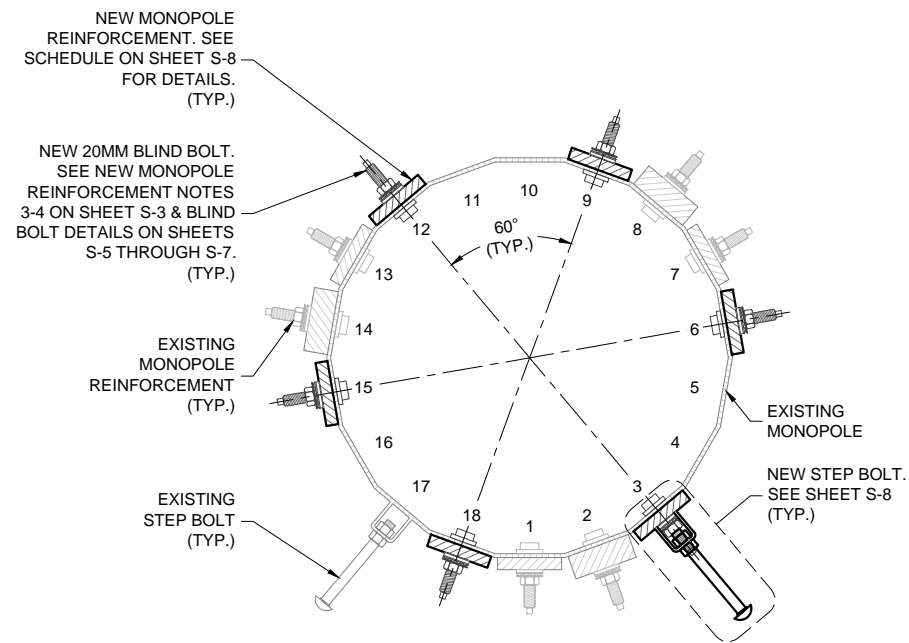 NEW MONOPOLE
REINFORCEMENT. SEE
SCHEDULE ON SHEET S-8
FOR DETAILS.
(TYP.)
NEW 20MM BLIND BOLT.
SEE NEW MONOPOLE
REINFORCEMENT NOTES
3-4 ON SHEET S-3 & BLIND
BOLT DETAILS ON SHEETS
S-5 THROUGH S-7.
(TYP.)
EXISTING
MONOPOLE
REINFORCEMENT
(TYP.)
EXISTING
STEP BOLT
(TYP.)
10
11
9
12
8
60°
(TYP.)
13
7
14
6
15
5
16
4
17
3
18
2
1
EXISTING
MONOPOLE
NEW STEP BOLT.
SEE SHEET S-8
(TYP.)